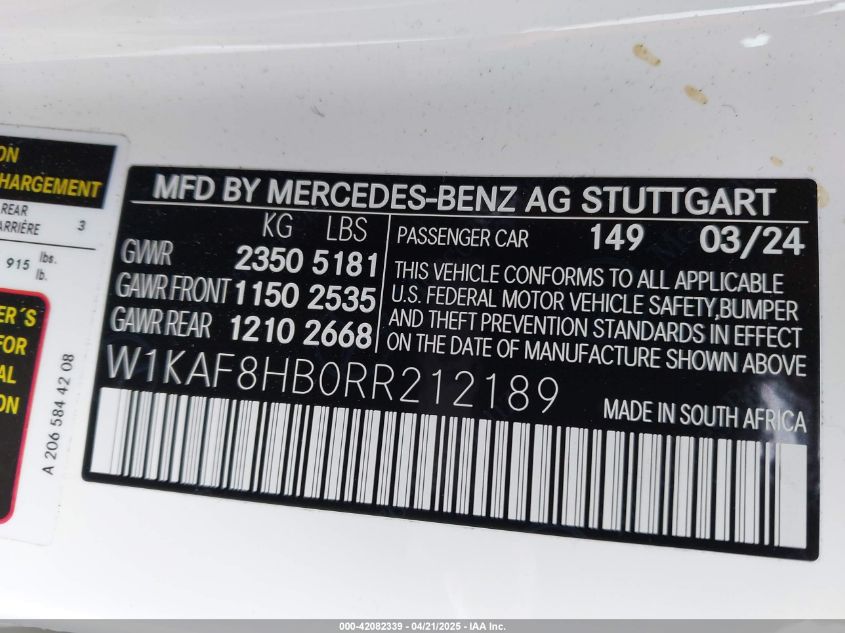 ON
CHARGEMENT
REAR
ARRIÈRE 3
915 lbs.
lb.
ER´S
FOR
AL
ON
A 206 584 42 08
MFD BY MERCEDES-BENZ AG STUTTGART
KG LBS
GVWR 2350 5181
GAWR FRONT 1150 2535
GAWR REAR 1210 2668
PASSENGER CAR 149 03/24
THIS VEHICLE CONFORMS TO ALL APPLICABLE
U.S. FEDERAL MOTOR VEHICLE SAFETY,BUMPER
AND THEFT PREVENTION STANDARDS IN EFFECT
ON THE DATE OF MANUFACTURE SHOWN ABOVE
W1KAF8HB0RR212189
MADE IN SOUTH AFRICA
000-42082339 - 04/21/2025 - IAA Inc.